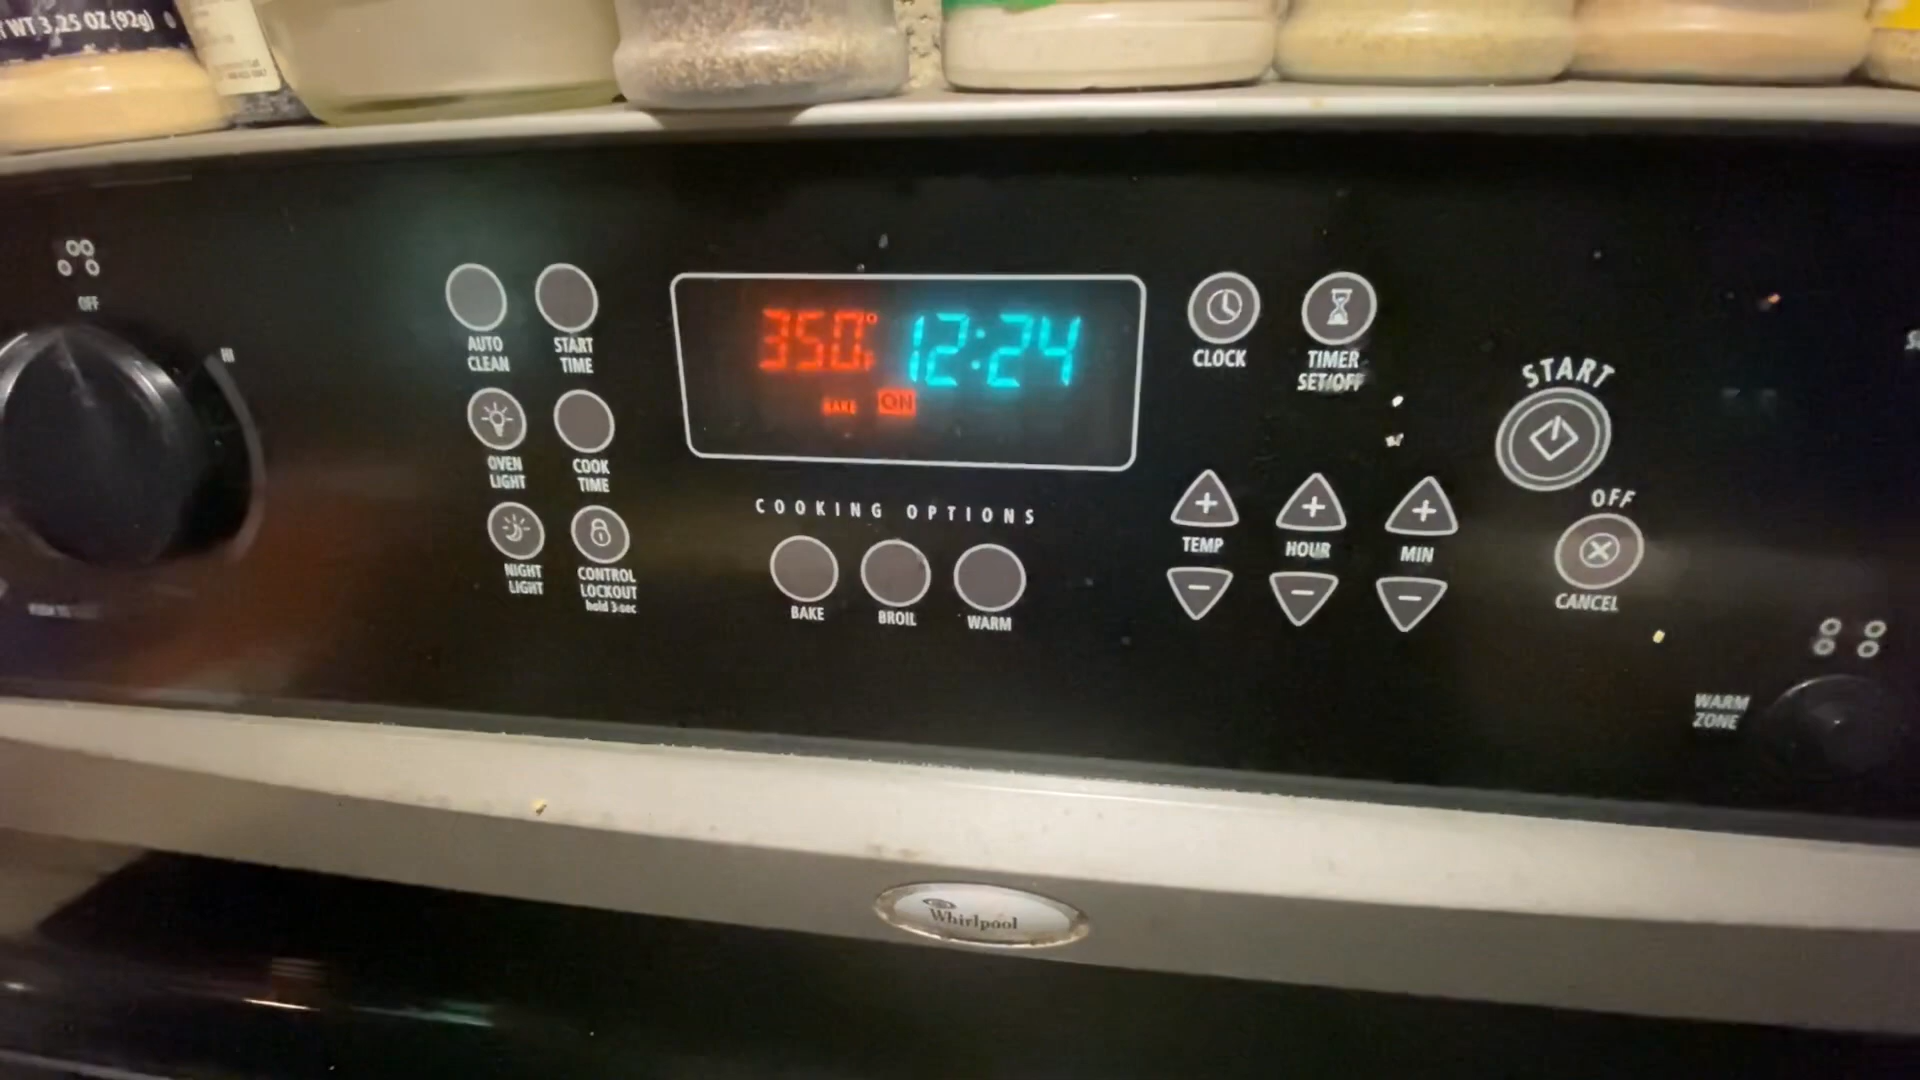 WT 3.25 OZ (92g)
OFF
HI
AUTO
CLEAN
START
TIME
OVEN
LIGHT
COOK
TIME
NIGHT
LIGHT
CONTROL
LOCKOUT
hold 3 sec
350°F 12:24
BAKE ON
COOKING OPTIONS
BAKE
BROIL
WARM
CLOCK
TIMER
SET/OFF
TEMP
HOUR
MIN
START
OFF
CANCEL
WARM
ZONE
Whirlpool